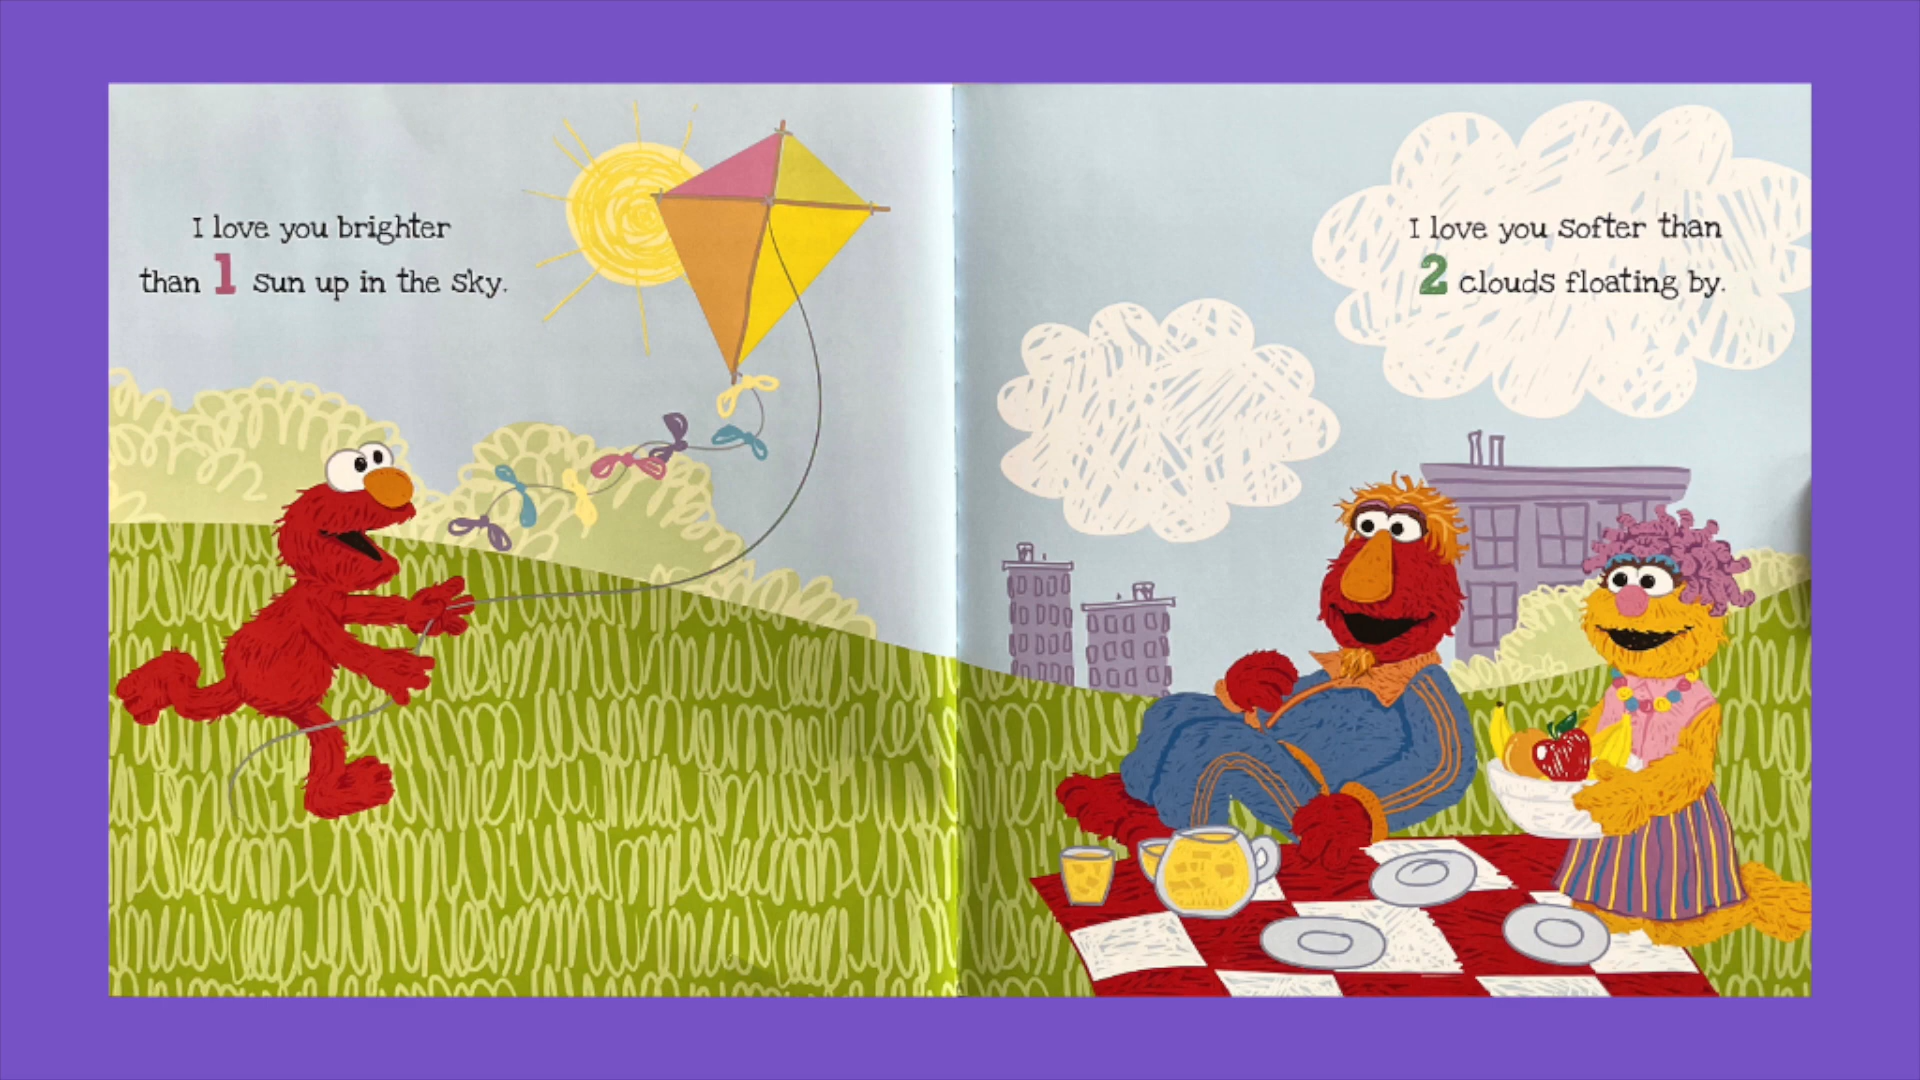 I love you brighter
than 1 sun up in the sky.
I love you softer than
2 clouds floating by.